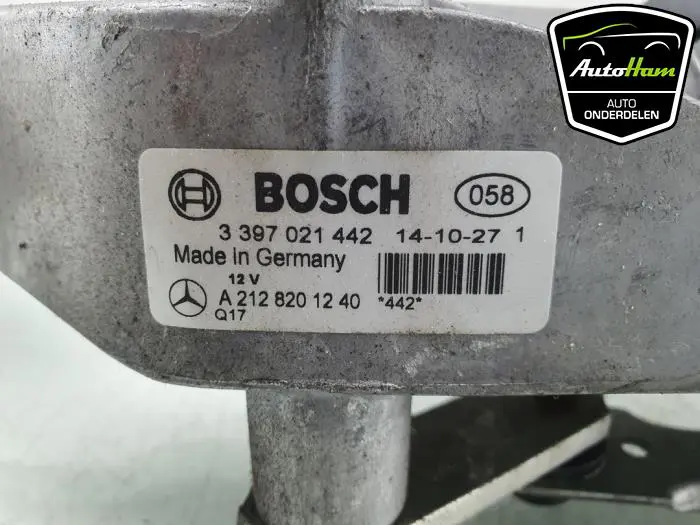 AutoHam
AUTO
ONDERDELEN
BOSCH 058
3 397 021 442 14-10-27 1
Made in Germany
12 V
A 212 820 12 40 *442*
Q17